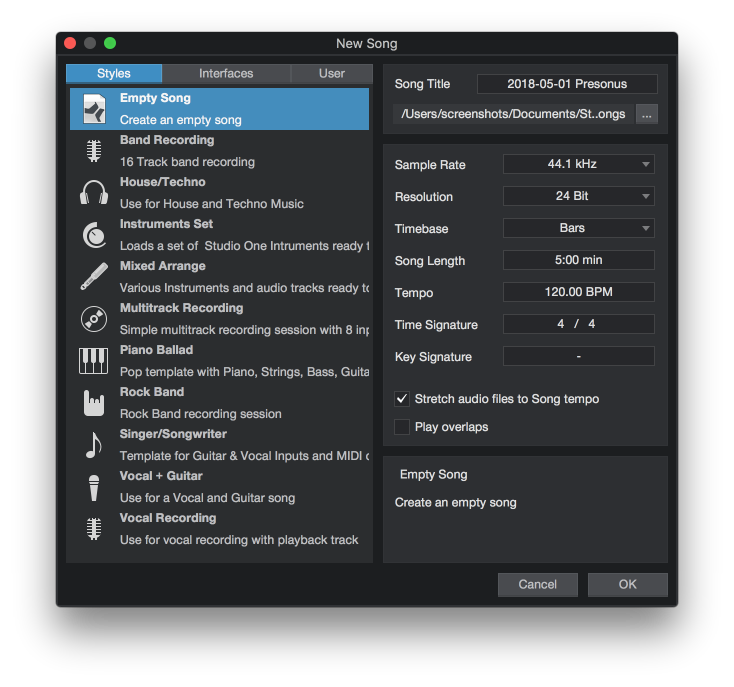 New Song
Styles
Interfaces
User
Empty Song
Create an empty song
Band Recording
16 Track band recording
House/Techno
Use for House and Techno Music
Instruments Set
Loads a set of Studio One Intruments ready t
Mixed Arrange
Various Instruments and audio tracks ready to
Multitrack Recording
Simple multitrack recording session with 8 inp
Piano Ballad
Pop template with Piano, Strings, Bass, Guita
Rock Band
Rock Band recording session
Singer/Songwriter
Template for Guitar & Vocal Inputs and MIDI c
Vocal + Guitar
Use for a Vocal and Guitar song
Vocal Recording
Use for vocal recording with playback track
Song Title 2018-05-01 Presonus
/Users/screenshots/Documents/St..ongs ...
Sample Rate 44.1 kHz
Resolution 24 Bit
Timebase Bars
Song Length 5:00 min
Tempo 120.00 BPM
Time Signature 4 / 4
Key Signature -
Stretch audio files to Song tempo
Play overlaps
Empty Song
Create an empty song
Cancel
OK